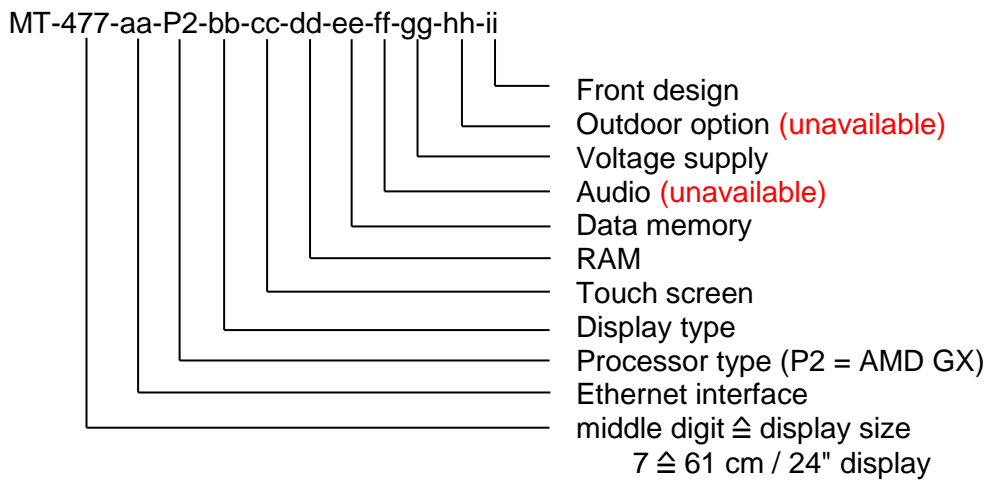 MT-477-aa-P2-bb-cc-dd-ee-ff-gg-hh-ii
Front design
Outdoor option (unavailable)
Voltage supply
Audio (unavailable)
Data memory
RAM
Touch screen
Display type
Processor type (P2 = AMD GX)
Ethernet interface
middle digit ≙ display size
7 ≙ 61 cm / 24" display